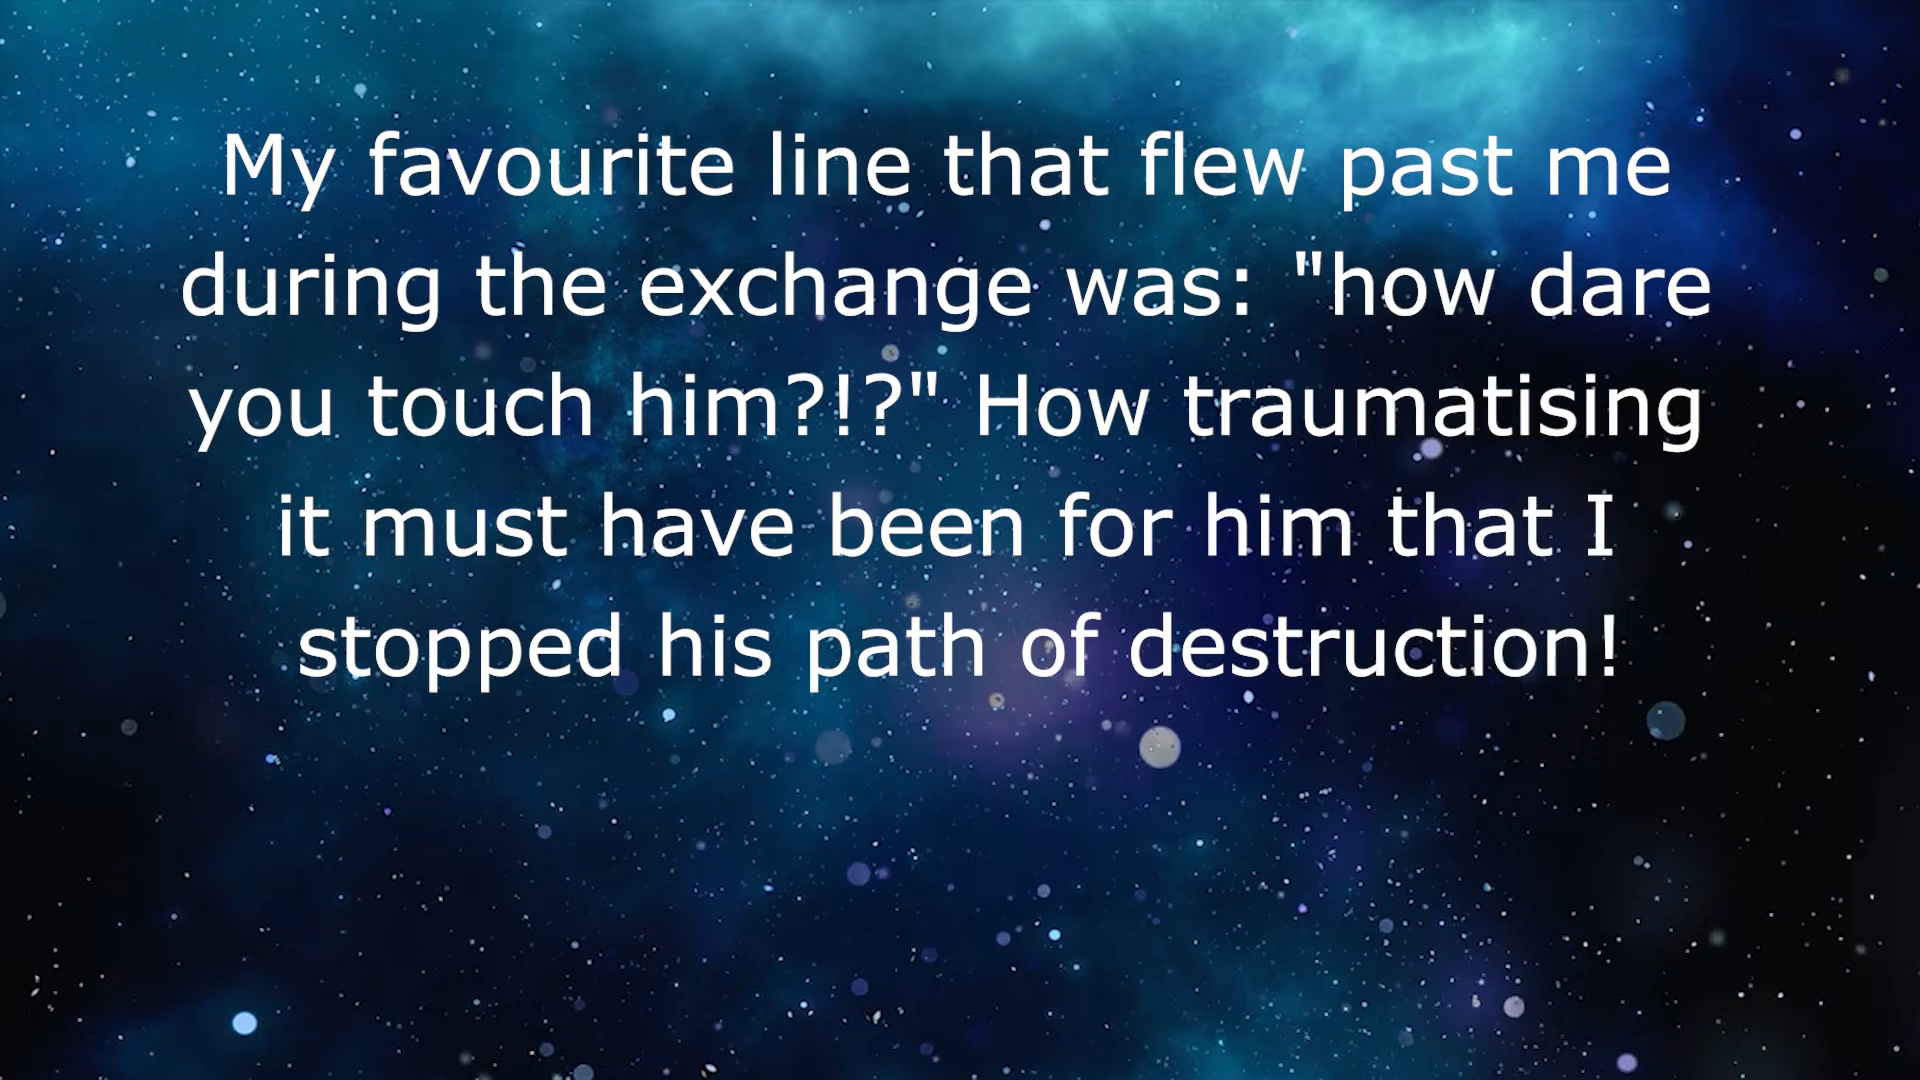 My favourite line that flew past me
during the exchange was: "how dare
you touch him?!?" How traumatising
it must have been for him that I
stopped his path of destruction!